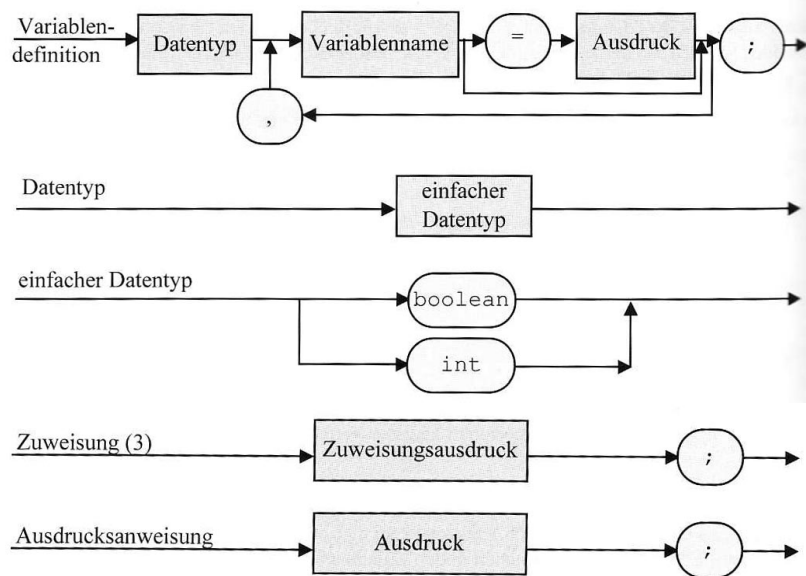 Variablen-
definition
Datentyp
Variablenname
=
Ausdruck
;
,
Datentyp
einfacher
Datentyp
einfacher Datentyp
boolean
int
Zuweisung (3)
Zuweisungsausdruck
;
Ausdrucksanweisung
Ausdruck
;